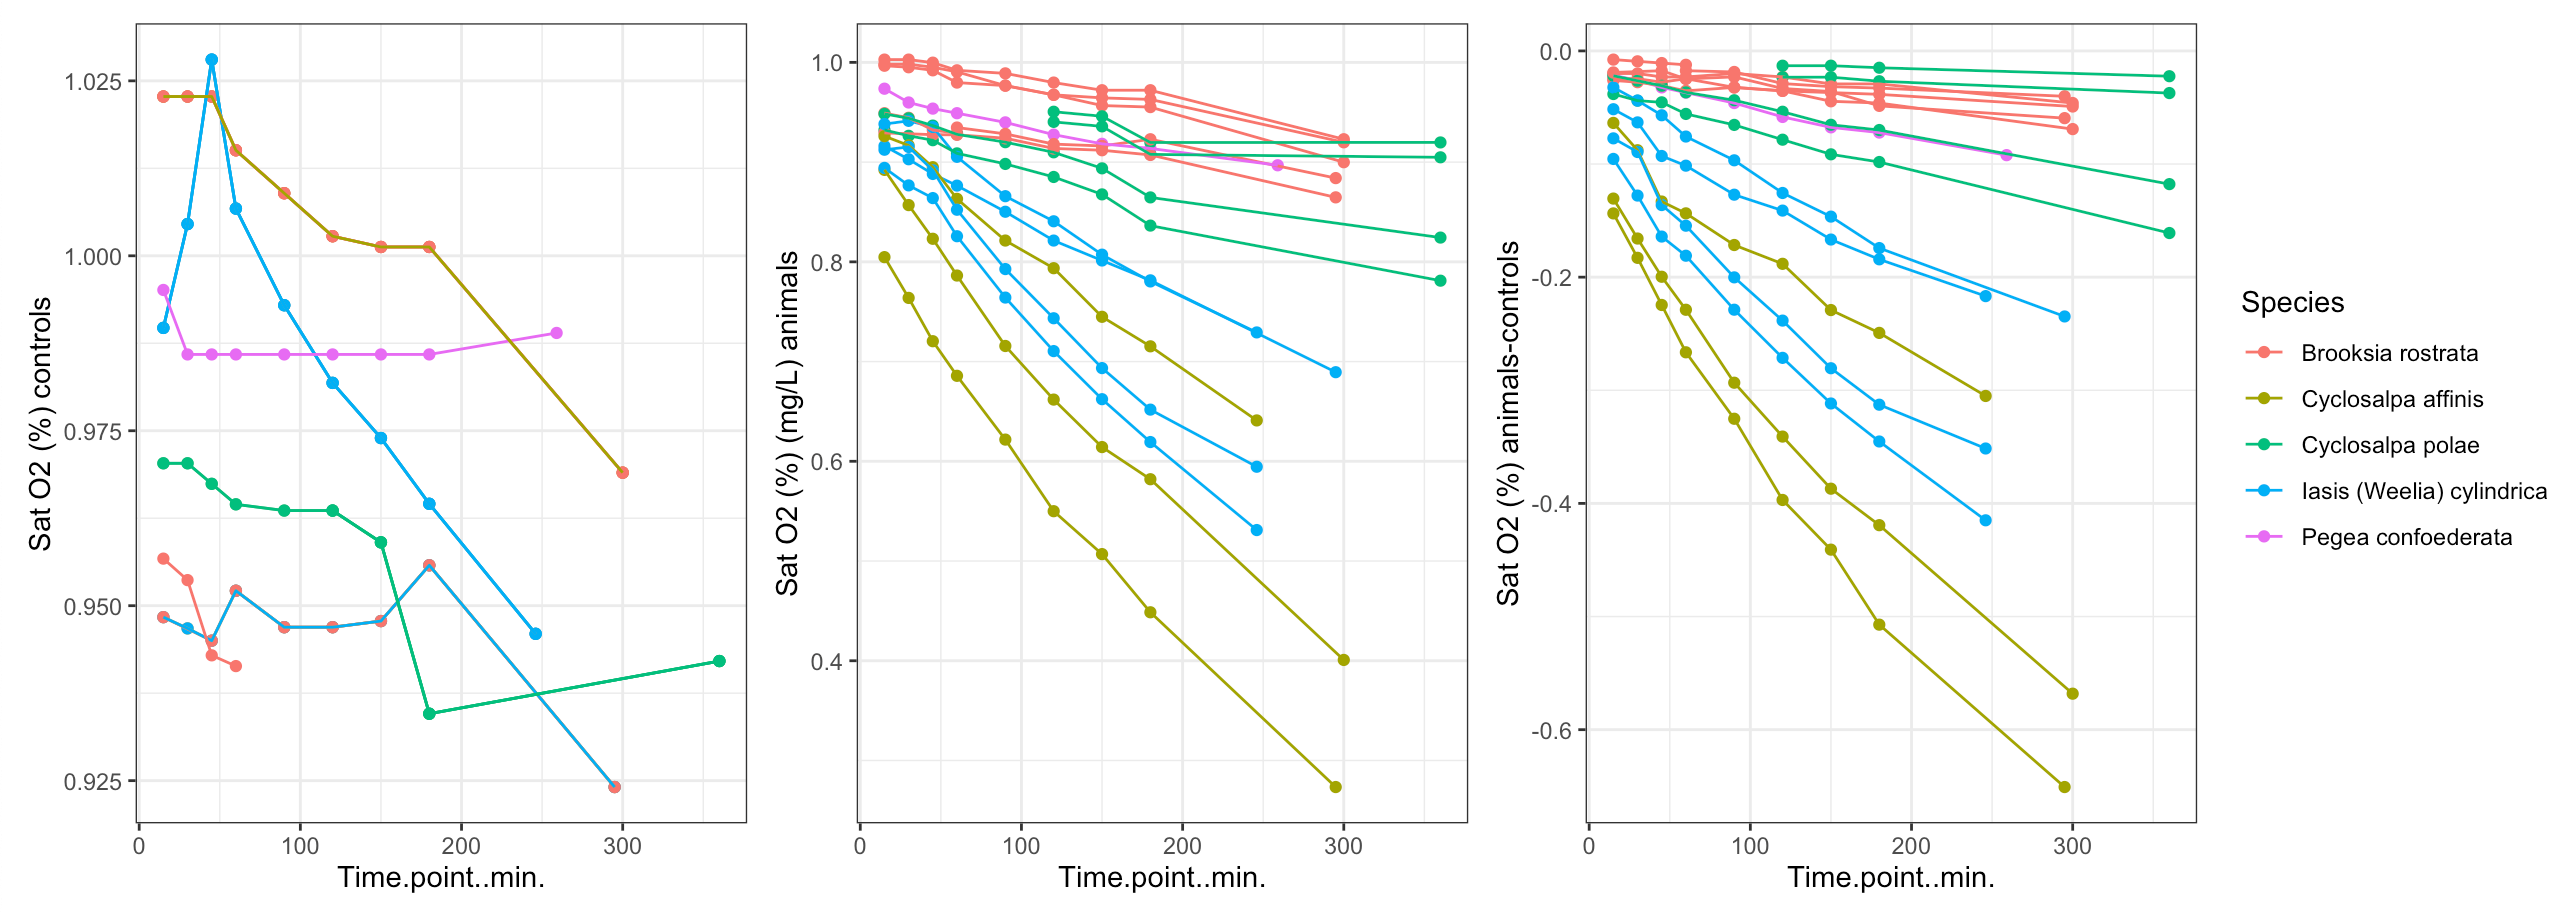 Sat O2 (%) controls
1.025
1.000
0.975
0.950
0.925
0
100
200
300
Time.point..min.
Sat O2 (%) (mg/L) animals
1.0
0.8
0.6
0.4
0
100
200
300
Time.point..min.
Sat O2 (%) animals-controls
0.0
-0.2
-0.4
-0.6
0
100
200
300
Time.point..min.
Species
Brooksia rostrata
Cyclosalpa affinis
Cyclosalpa polae
Iasis (Weelia) cylindrica
Pegea confoederata